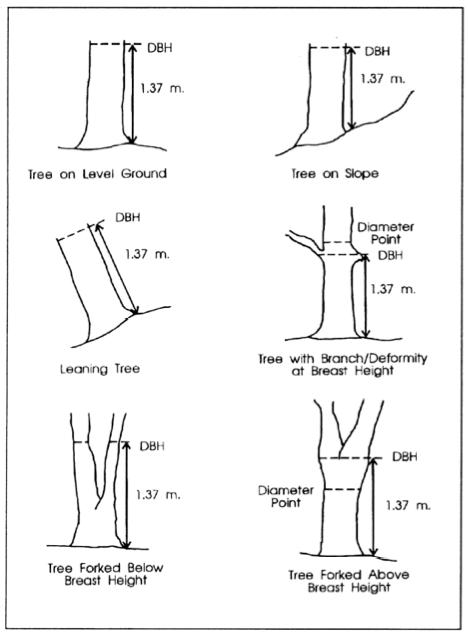 DBH
1.37 m.
Tree on Level Ground
DBH
1.37 m.
Tree on Slope
DBH
1.37 m.
Leaning Tree
Diameter
Point
DBH
1.37 m.
Tree with Branch/Deformity
at Breast Height
DBH
1.37 m.
Tree Forked Below
Breast Height
DBH
Diameter
Point
1.37 m.
Tree Forked Above
Breast Height